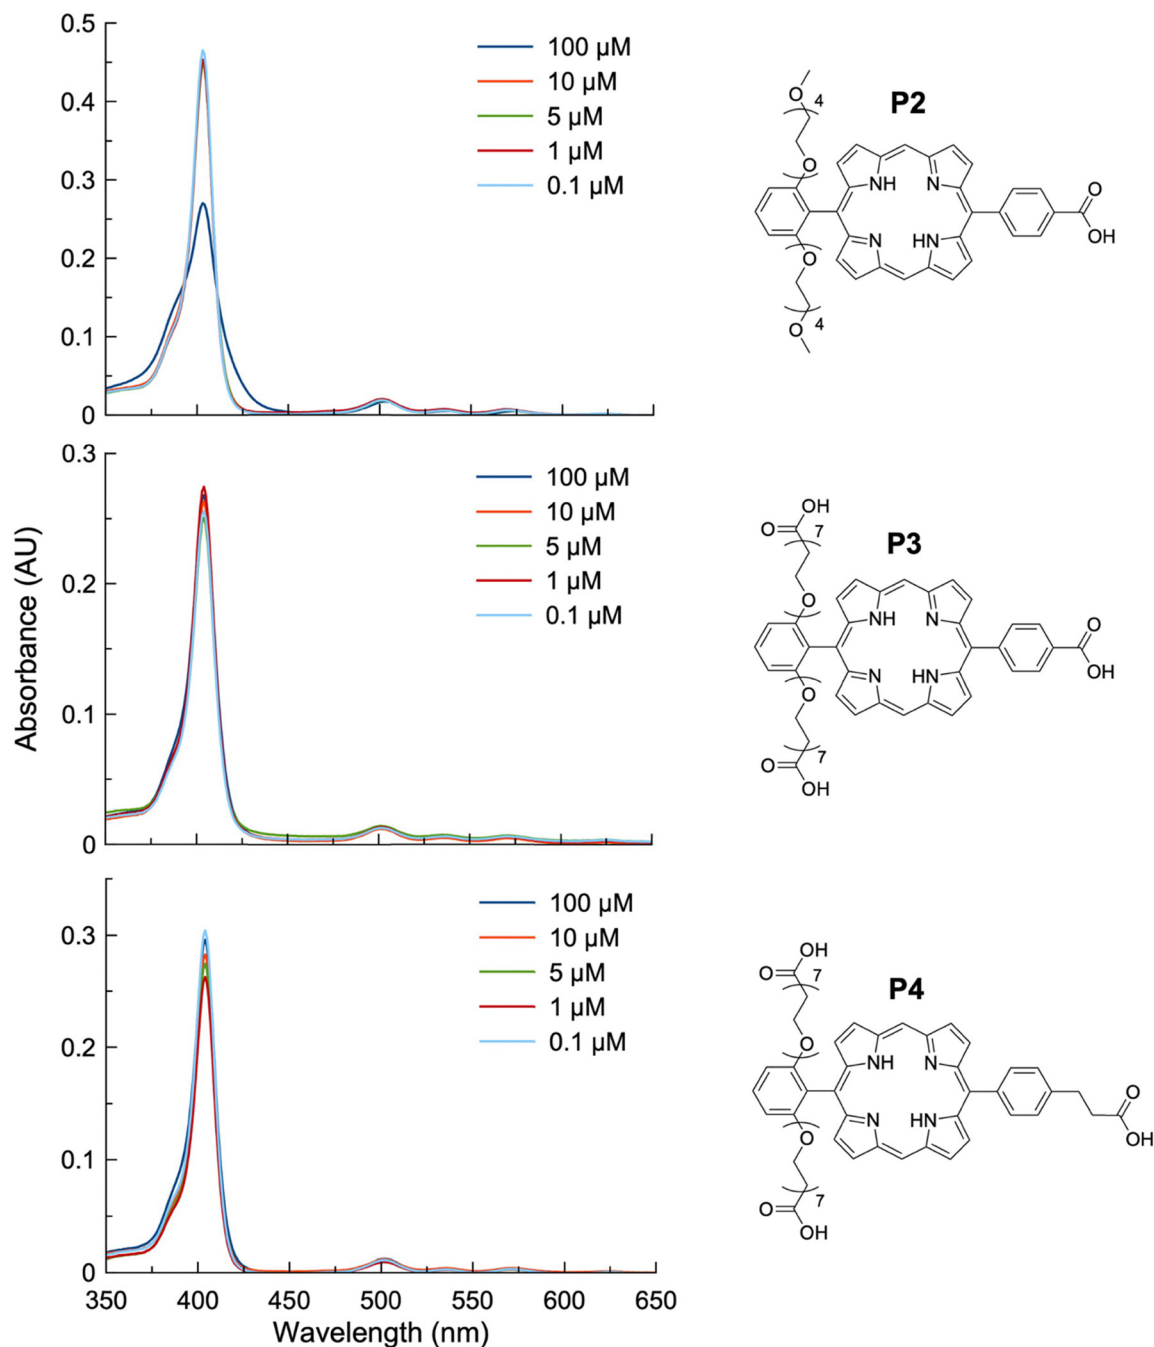 0.5
0.4
0.3
0.2
0.1
0
100 µM
10 µM
5 µM
1 µM
0.1 µM
P2
O
4
O
NH
N
N
HN
O
OH
O
4
O
0.3
0.2
0.1
0
100 µM
10 µM
5 µM
1 µM
0.1 µM
P3
OH
O
7
O
NH
N
N
HN
O
OH
O
7
O
OH
Absorbance (AU)
0.3
0.2
0.1
0
100 µM
10 µM
5 µM
1 µM
0.1 µM
P4
OH
O
7
O
NH
N
N
HN
O
OH
O
7
O
OH
350 400 450 500 550 600 650
Wavelength (nm)